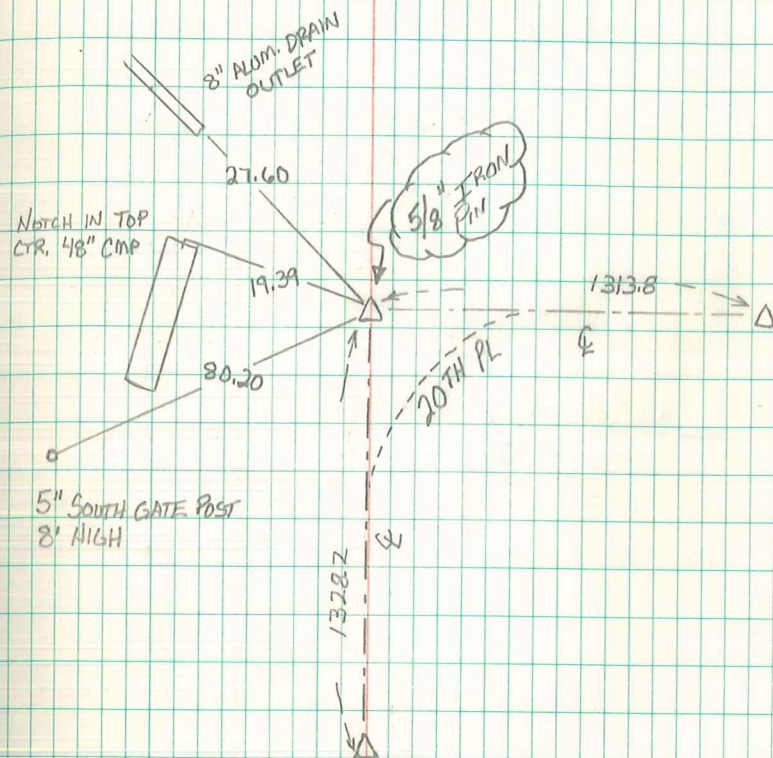 8" ALUM. DRAIN
OUTLET
27.60
5/8" IRON
PIN
NOTCH IN TOP
CTR. 48" CMP
19.39
1313.8
℄
80.20
20TH PL
5" SOUTH GATE POST
8' HIGH
℄
1328.2